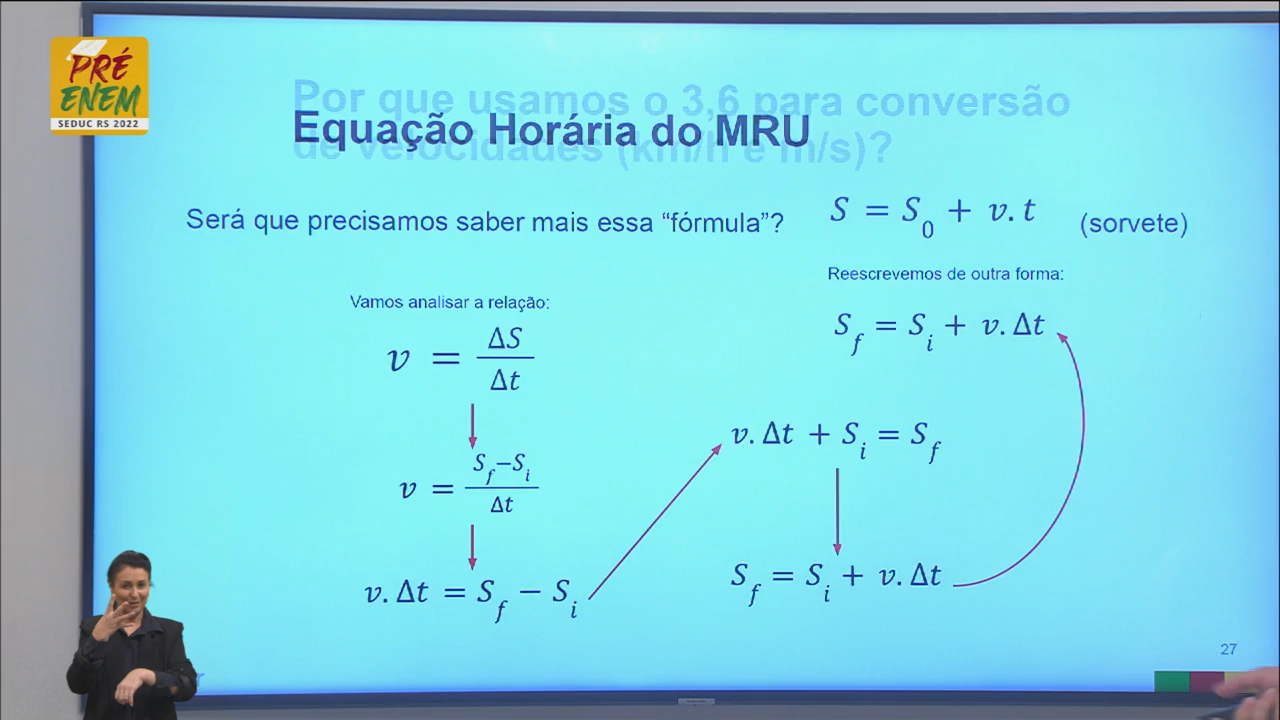 PRÉ
ENEM
SEDUC RS 2022
Por que usamos o 3,6 para conversão
de velocidades (km/h e m/s)?
Equação Horária do MRU
Será que precisamos saber mais essa “fórmula”? S = S₀ + v. t (sorvete)
Reescrevemos de outra forma:
S_f = S_i + v. Δt
Vamos analisar a relação:
v = ΔS/Δt
v = (S_f−S_i)/Δt
v. Δt = S_f − S_i
v. Δt + S_i = S_f
S_f = S_i + v. Δt
27